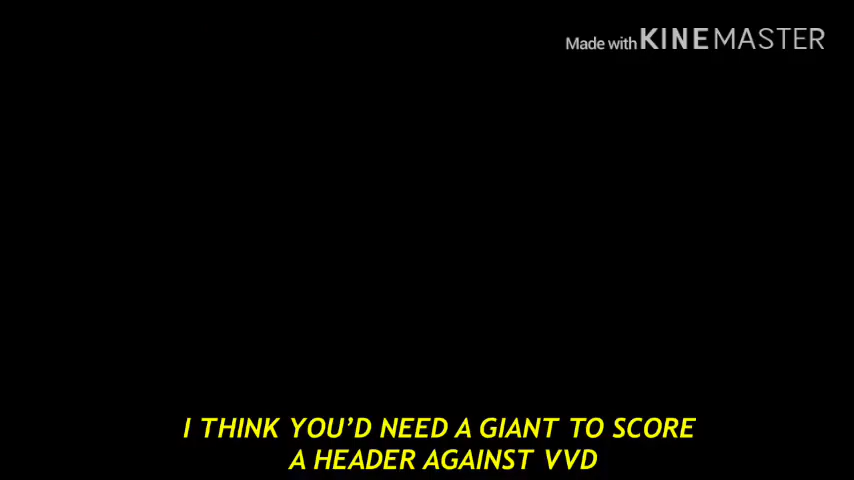 Made with KINEMASTER
I THINK YOU'D NEED A GIANT TO SCORE
A HEADER AGAINST VVD